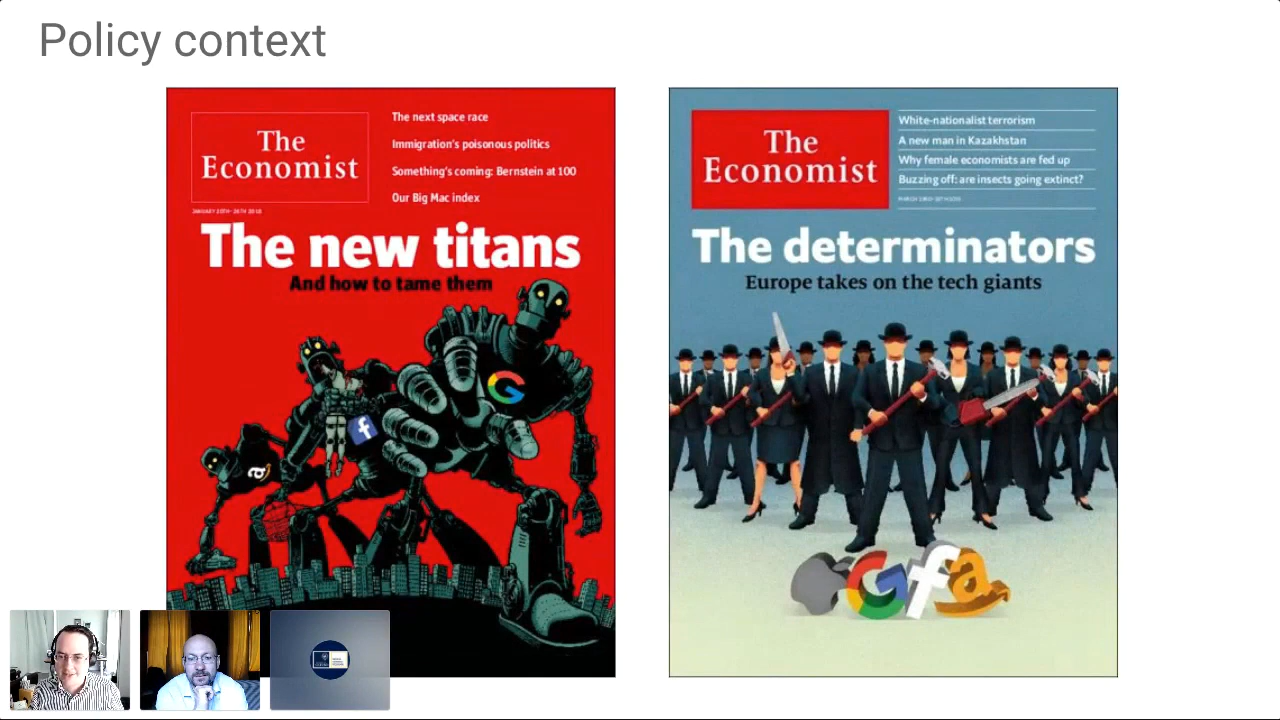 Policy context
The
Economist
The next space race
Immigration's poisonous politics
Something's coming: Bernstein at 100
Our Big Mac index
JANUARY 20TH–26TH 2018
The new titans
And how to tame them
The
Economist
White-nationalist terrorism
A new man in Kazakhstan
Why female economists are fed up
Buzzing off: are insects going extinct?
The determinators
Europe takes on the tech giants